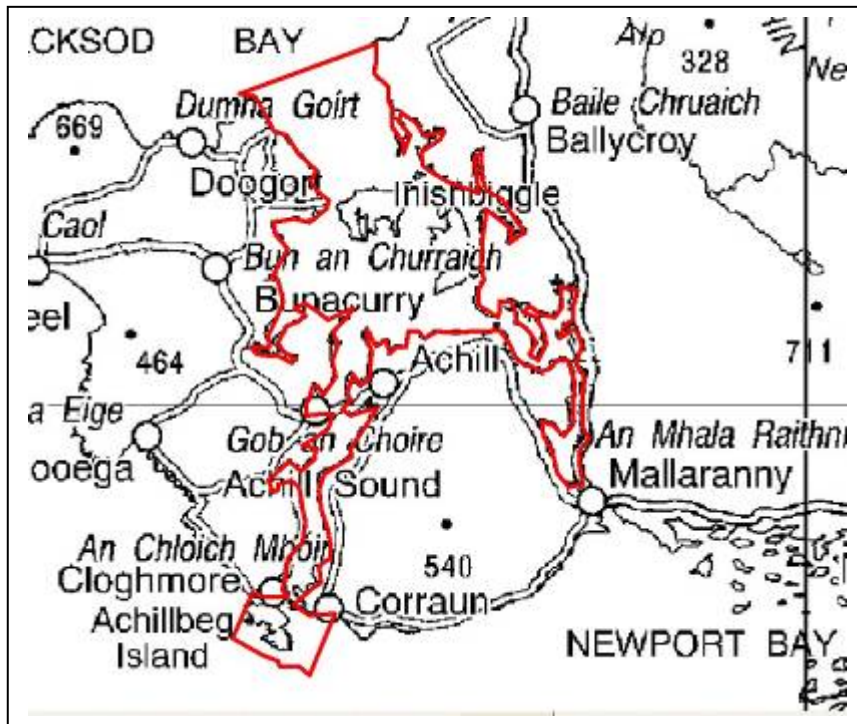 CKSOD BAY
Alp
328
Ne
Dumha Goirt
Baile Chruaich
669
Ballycroy
Doogort
Inishbiggle
Caol
Bun an Churraigh
Bunacurry
eel
464
Achill
711
a Eige
Gob an Choire
An Mhala Raithni
ooega
Achill Sound
Mallaranny
An Chloich Mhóir
540
Cloghmore
Corraun
Achillbeg
Island
NEWPORT BAY